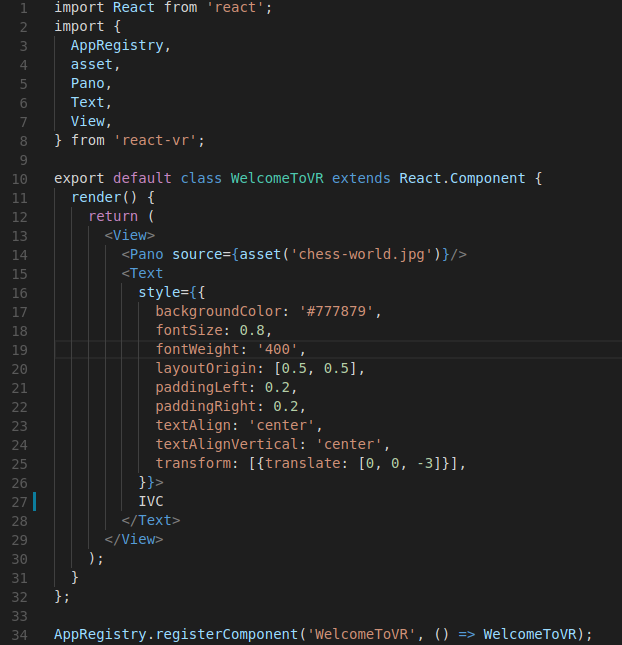 1 import React from 'react';
2 import {
3   AppRegistry,
4   asset,
5   Pano,
6   Text,
7   View,
8 } from 'react-vr';
9
10 export default class WelcomeToVR extends React.Component {
11   render() {
12     return (
13       <View>
14         <Pano source={asset('chess-world.jpg')}/>
15         <Text
16           style={{
17             backgroundColor: '#777879',
18             fontSize: 0.8,
19             fontWeight: '400',
20             layoutOrigin: [0.5, 0.5],
21             paddingLeft: 0.2,
22             paddingRight: 0.2,
23             textAlign: 'center',
24             textAlignVertical: 'center',
25             transform: [{translate: [0, 0, -3]}],
26           }}>
27           IVC
28         </Text>
29       </View>
30     );
31   }
32 };
33
34 AppRegistry.registerComponent('WelcomeToVR', () => WelcomeToVR);